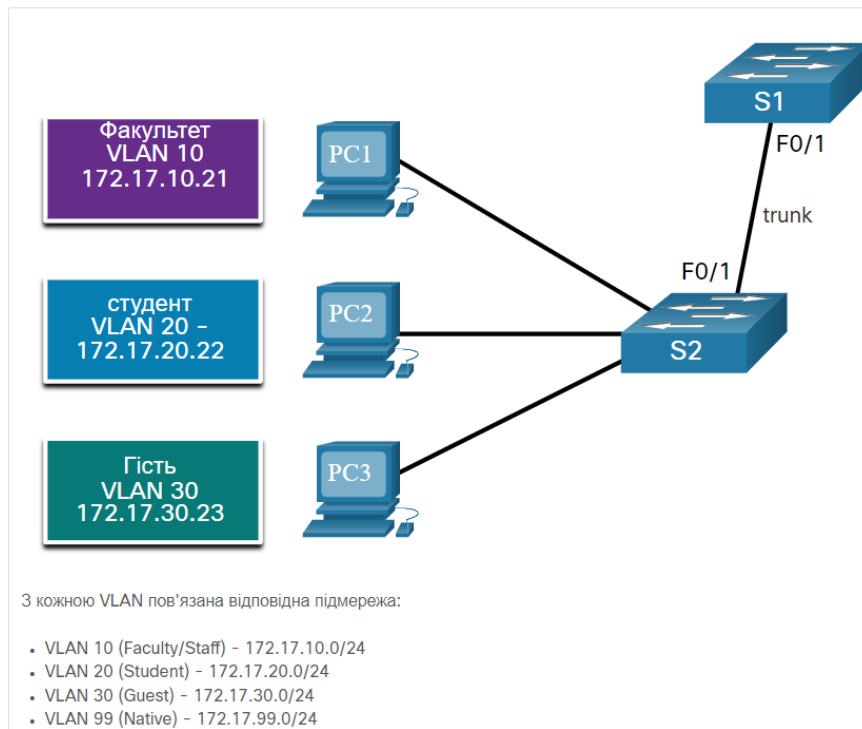 S1
Факультет
VLAN 10
172.17.10.21
PC1
F0/1
trunk
F0/1
студент
VLAN 20 –
172.17.20.22
PC2
S2
Гість
VLAN 30
172.17.30.23
PC3
З кожною VLAN пов'язана відповідна підмережа:
• VLAN 10 (Faculty/Staff) – 172.17.10.0/24
• VLAN 20 (Student) – 172.17.20.0/24
• VLAN 30 (Guest) – 172.17.30.0/24
• VLAN 99 (Native) – 172.17.99.0/24